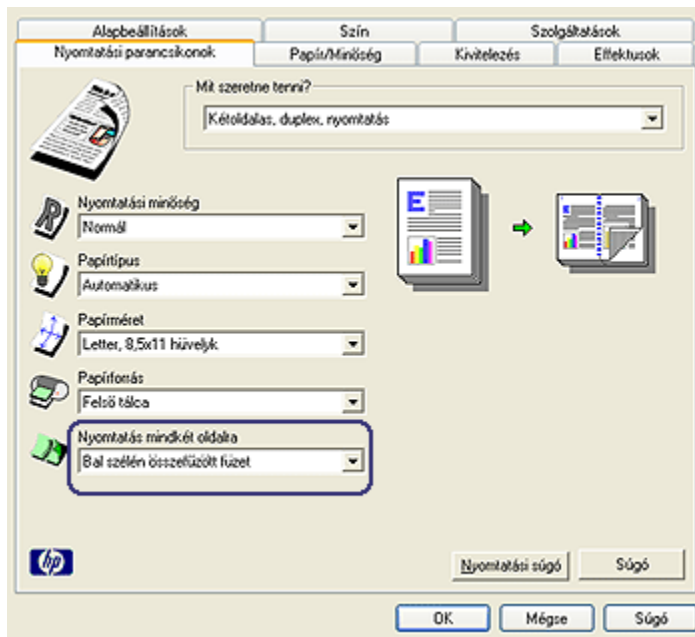 Alapbeállítások Szín Szolgáltatások
Nyomtatási parancsikonok Papír/Minőség Kivitelezés Effektusok
Mit szeretne tenni?
Kétoldalas, duplex, nyomtatás
Nyomtatási minőség
Normál
Papírtípus
Automatikus
Papírméret
Letter, 8,5x11 hüvelyk
Papírforrás
Felső tálca
Nyomtatás mindkét oldalra
Bal szélén összefűzött füzet
E
hp
Nyomtatási súgó Súgó
OK Mégse Súgó